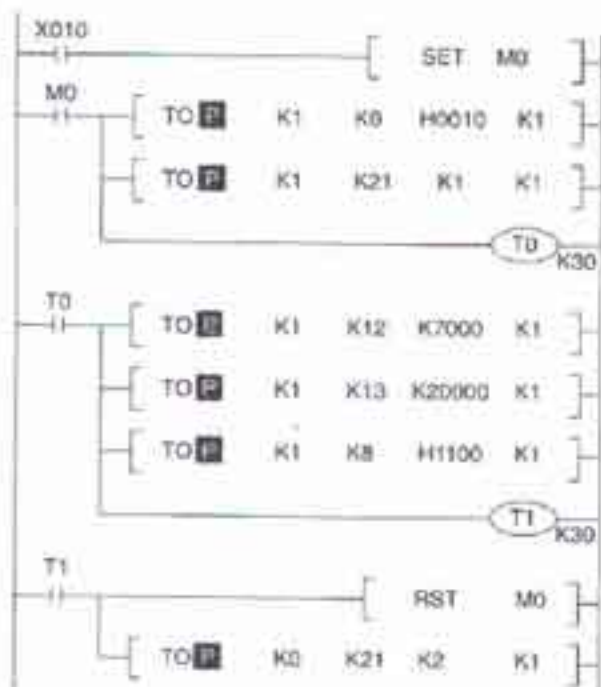 X010
SET M0
M0
TO P K1 K0 H0010 K1
TO P K1 K21 K1 K1
T0
K30
T0
TO P K1 K12 K7000 K1
TO P K1 K13 K20000 K1
TO P K1 K8 H1100 K1
T1
K30
T1
RST M0
TO P K0 K21 K2 K1